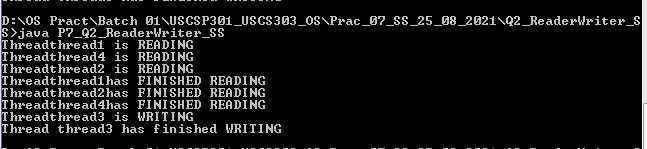 D:\OS Pract\Batch 01\USCSP301_USCS303_OS\Prac_07_SS_25_08_2021\Q2_ReaderWriter_S
S>java P7_Q2_ReaderWriter_SS
Threadthread1 is READING
Threadthread4 is READING
Threadthread2 is READING
Threadthread1has FINISHED READING
Threadthread2has FINISHED READING
Threadthread4has FINISHED READING
Threadthread3 is WRITING
Thread thread3 has finished WRITING